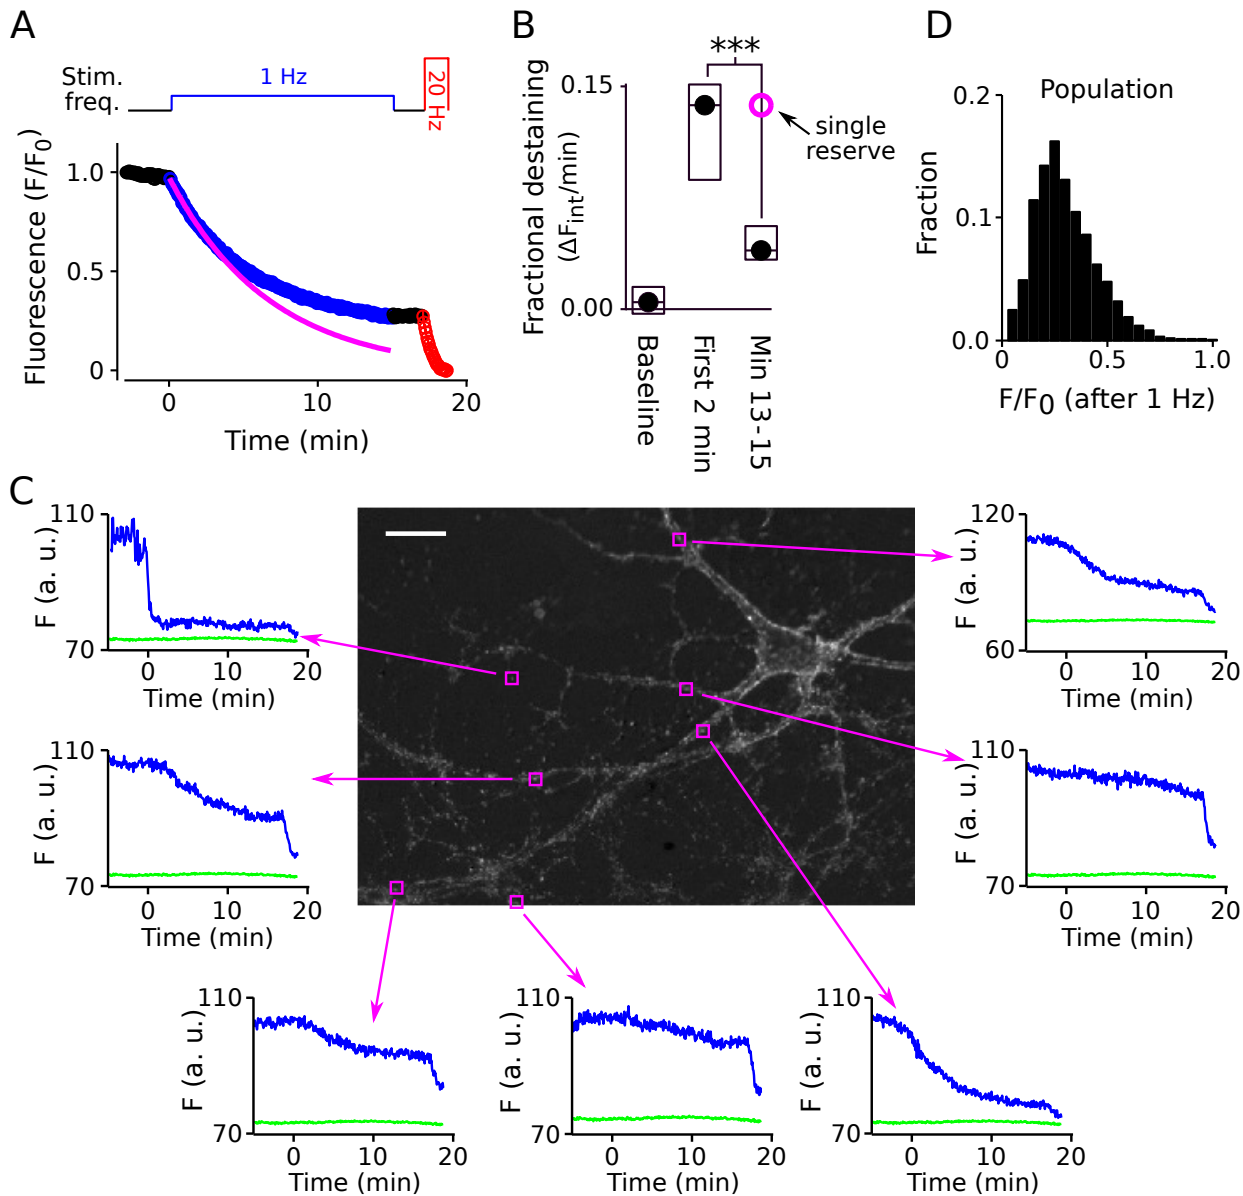 A
Stim. freq.
1 Hz
20 Hz
Fluorescence (F/F0)
1.0
0.5
0
0
10
20
Time (min)
B
***
Fractional destaining
(ΔFint/min)
0.15
0.00
single
reserve
Baseline
First 2 min
Min 13-15
D
Population
Fraction
0.2
0.1
0.0
0
0.5
1.0
F/F0 (after 1 Hz)
C
F (a. u.)
110
70
0
10
20
Time (min)
F (a. u.)
120
60
0
10
20
Time (min)
F (a. u.)
110
70
0
10
20
Time (min)
F (a. u.)
110
70
0
10
20
Time (min)
F (a. u.)
110
70
0
10
20
Time (min)
F (a. u.)
110
70
0
10
20
Time (min)
F (a. u.)
110
70
0
10
20
Time (min)